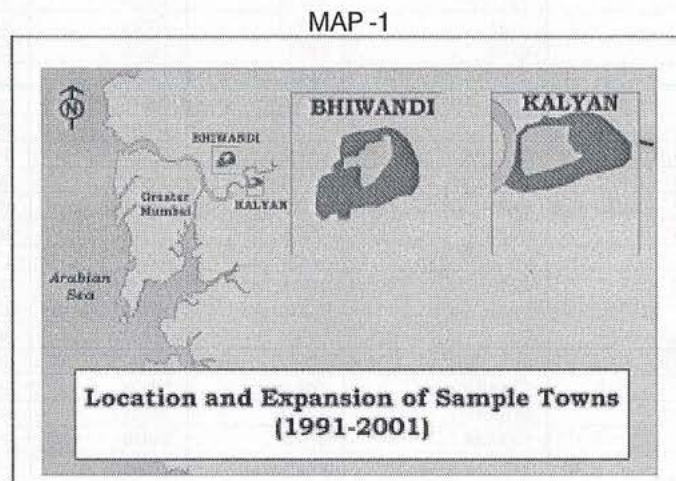 MAP -1
N
BHIWANDI
KALYAN
BHIWANDI
KALYAN
Greater
Mumbai
Arabian
Sea
Location and Expansion of Sample Towns
(1991-2001)